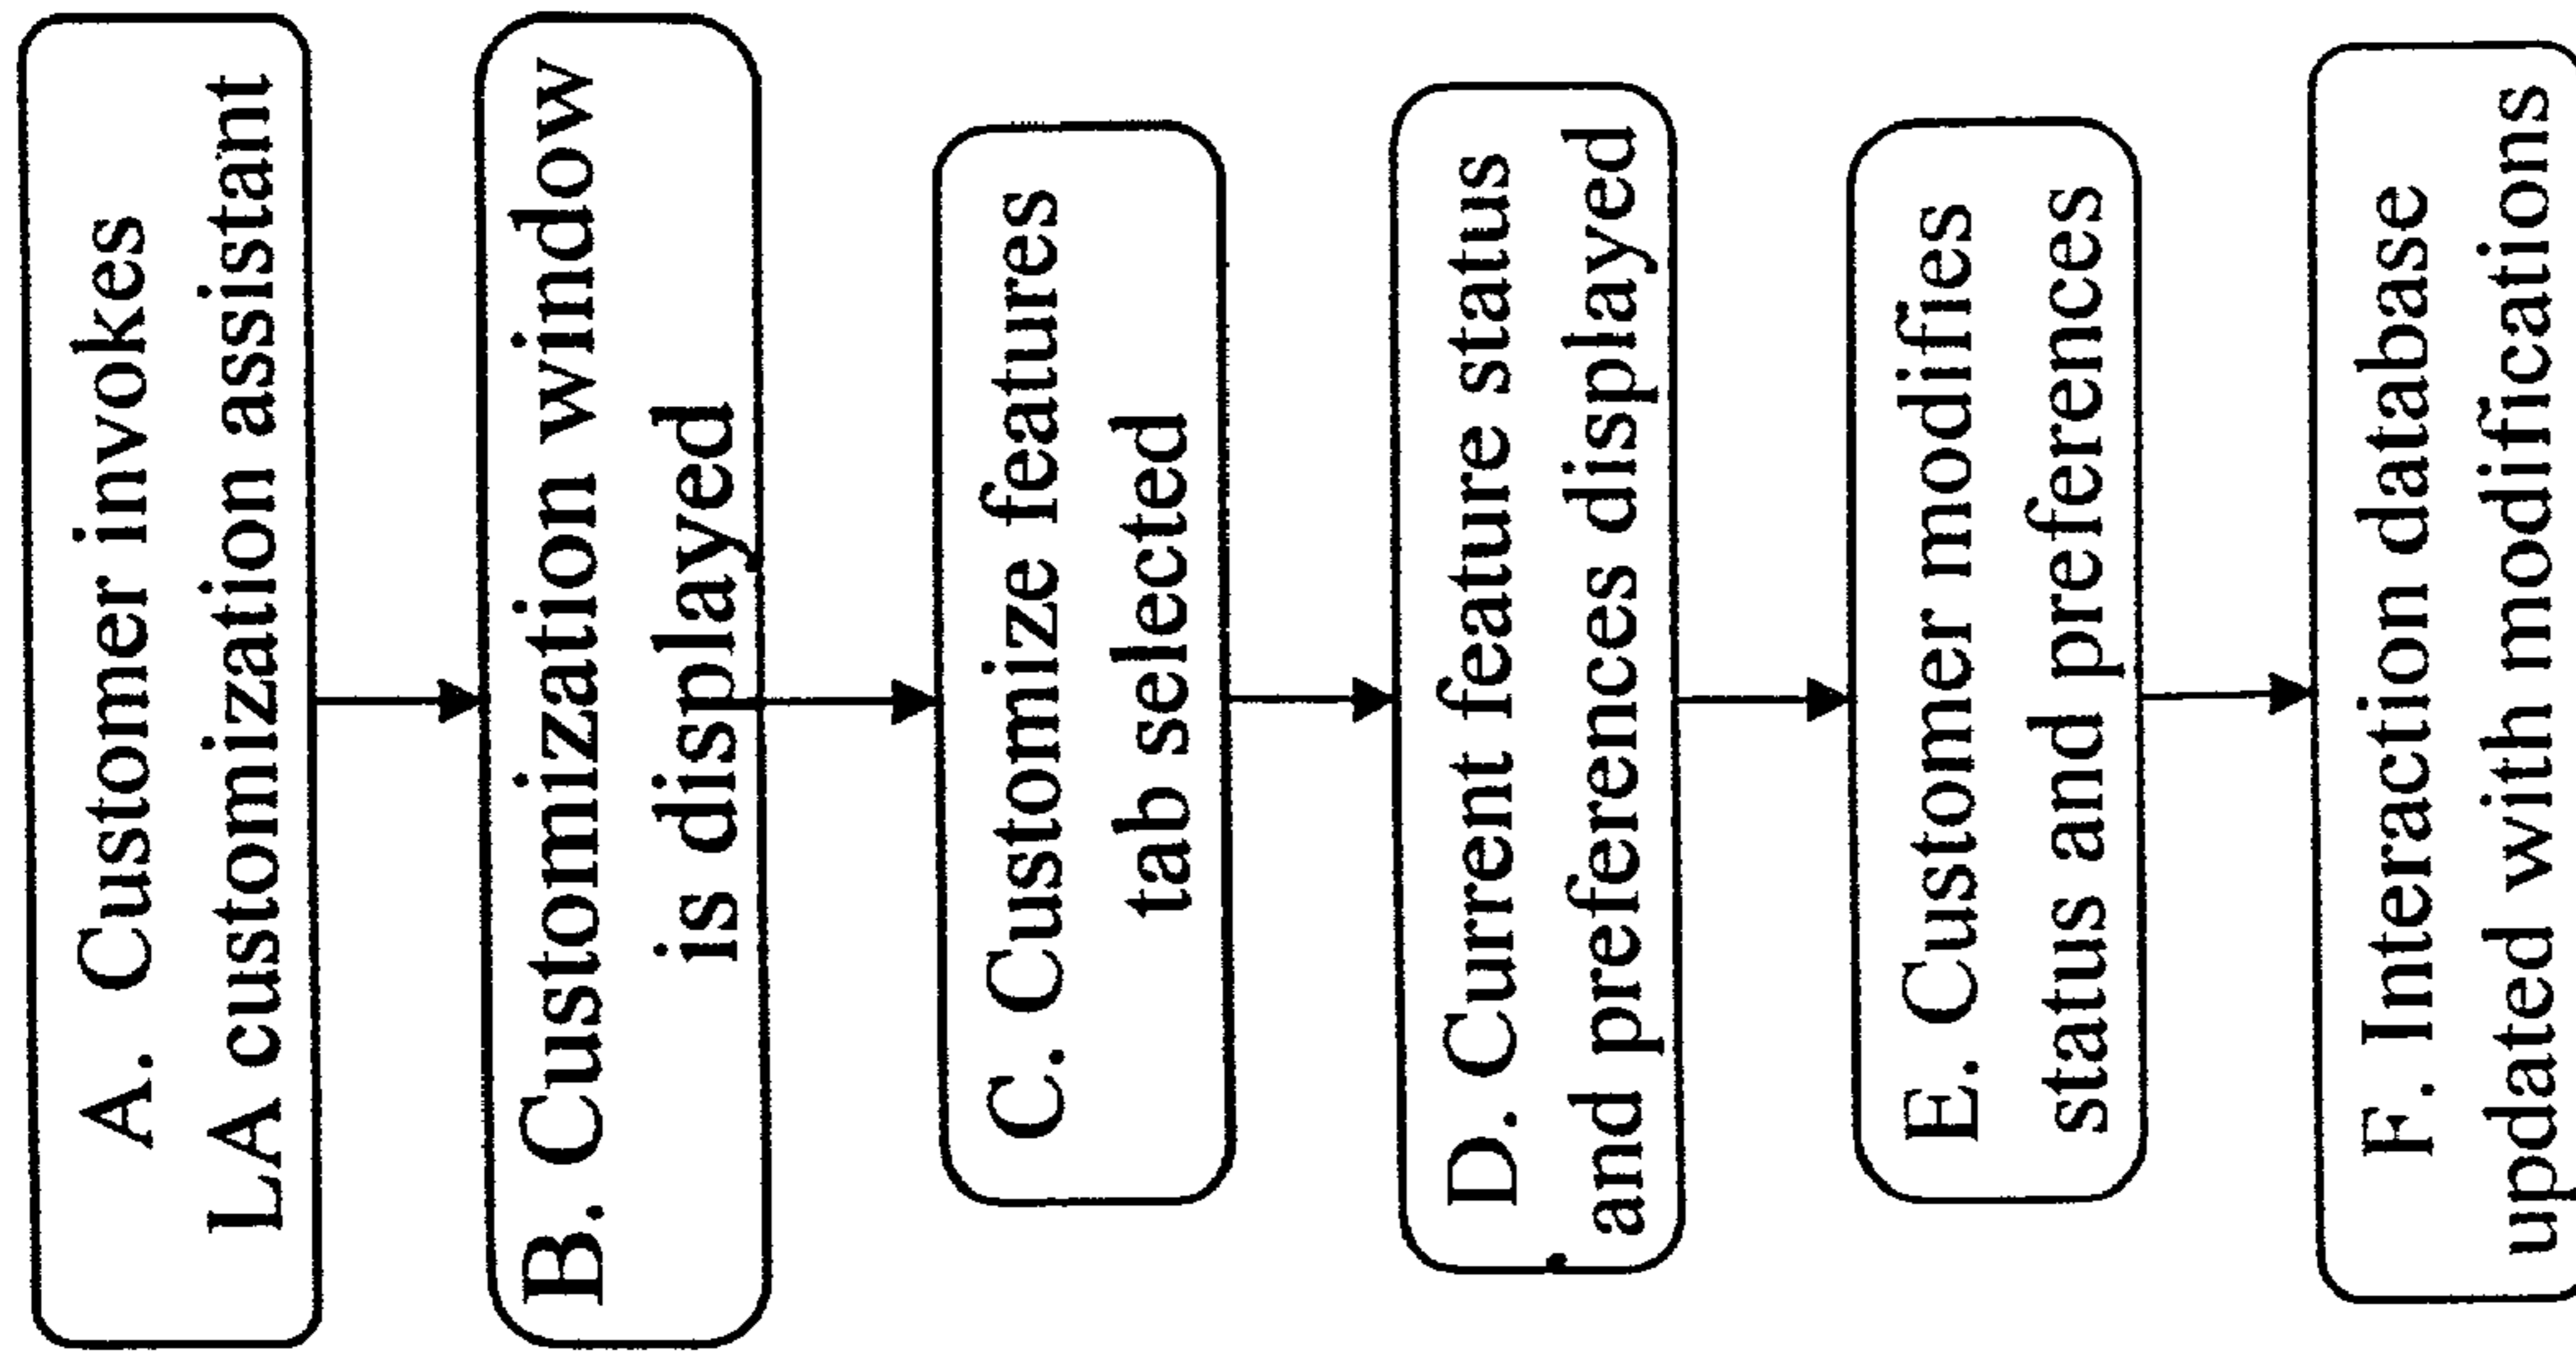 A. Customer invokes
LA customization assistant
B. Customization window
is displayed
C. Customize features
tab selected
D. Current feature status
and preferences displayed
E. Customer modifies
status and preferences
F. Interaction database
updated with modifications